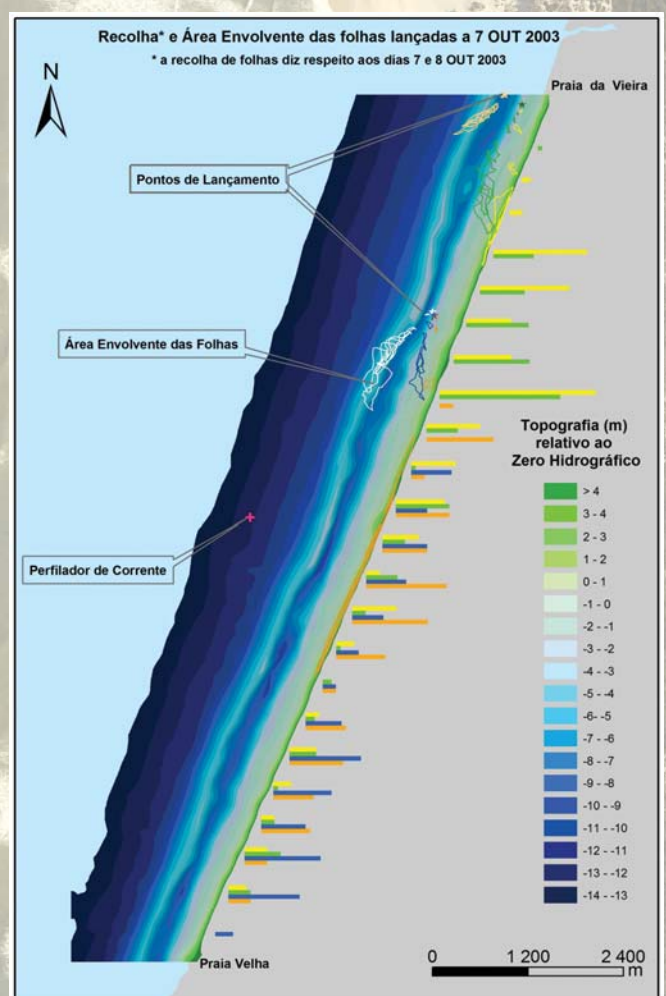 Recolha* e Área Envolvente das folhas lançadas a 7 OUT 2003
* a recolha de folhas diz respeito aos dias 7 e 8 OUT 2003
N
Praia da Vieira
Pontos de Lançamento
Área Envolvente das Folhas
Topografia (m)
relativo ao
Zero Hidrográfico
> 4
3 - 4
2 - 3
1 - 2
0 - 1
-1 - 0
-2 - -1
-3 - -2
-4 - -3
-5 - -4
-6 - -5
-7 - -6
-8 - -7
-9 - -8
-10 - -9
-11 - -10
-12 - -11
-13 - -12
-14 - -13
Perfilador de Corrente
Praia Velha
0 1 200 2 400
m